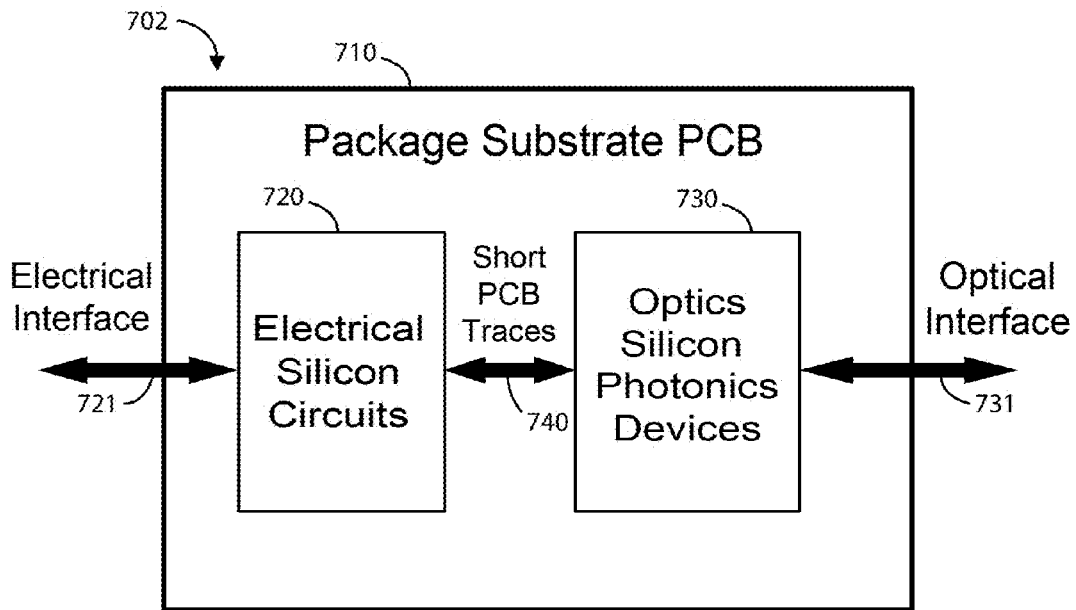 702
710
Package Substrate PCB
720
730
Electrical
Interface
721
Electrical
Silicon
Circuits
Short
PCB
Traces
740
Optics
Silicon
Photonics
Devices
Optical
Interface
731